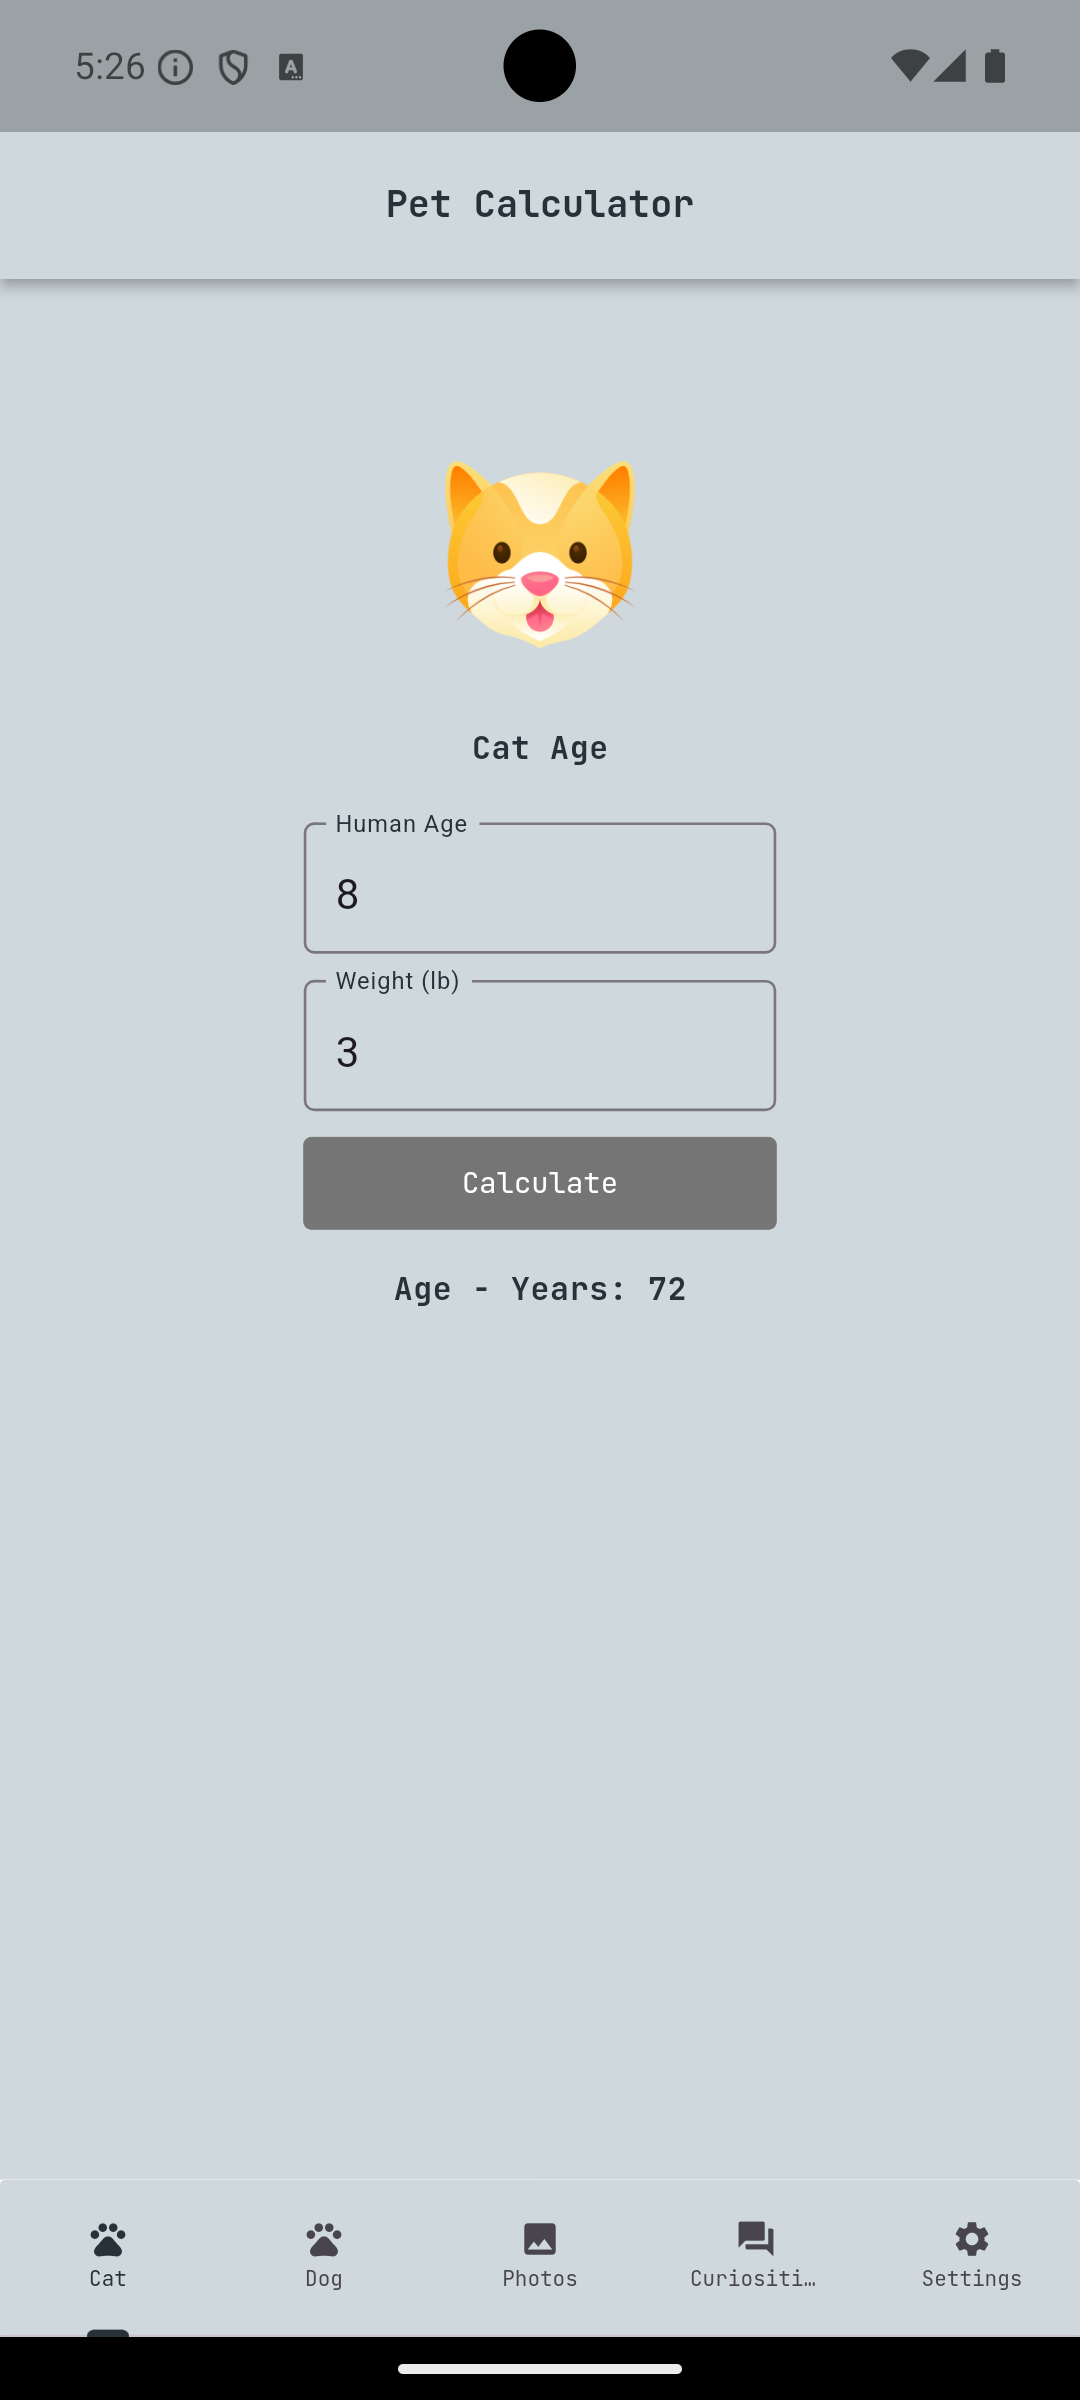 5:26
Pet Calculator
Cat Age
Human Age
8
Weight (lb)
3
Calculate
Age - Years: 72
Cat
Dog
Photos
Curiositi…
Settings